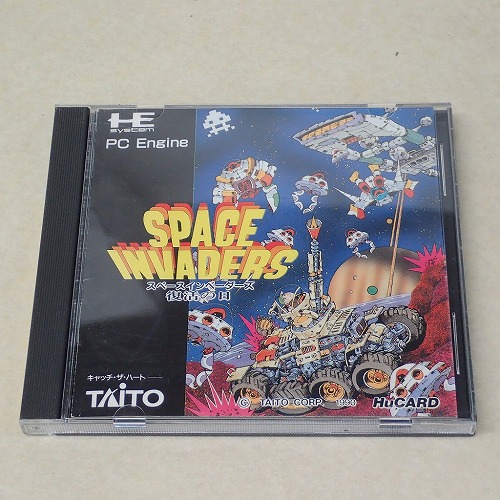 HE
system
PC Engine
SPACE
INVADERS
スペースインベーダーズ
復活の日
キャッチ・ザ・ハート
TAITO
© TAITO CORP. 1990
HuCARD